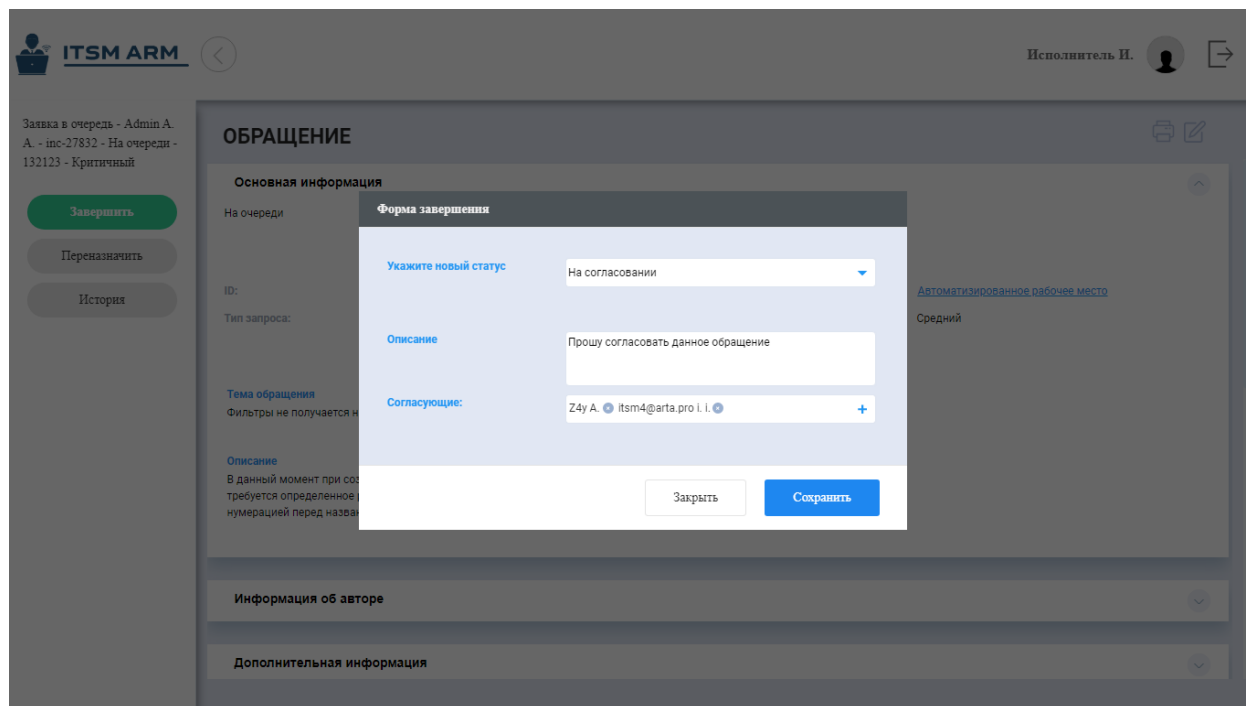 ITSM ARM
Исполнитель И.
Заявка в очередь - Admin A.
A. - inc-27832 - На очереди -
132123 - Критичный
Завершить
Переназначить
История
ОБРАЩЕНИЕ
Основная информация
На очереди
ID:
Автоматизированное рабочее место
Тип запроса:
Средний
Тема обращения
Фильтры не получается
Описание
В данный момент при
требуется определенное
нумерацией перед
Форма завершения
Укажите новый статус
На согласовании
Описание
Прошу согласовать данное обращение
Согласующие:
Z4y A. itsm4@arta.pro i. i.
Закрыть
Сохранить
Информация об авторе
Дополнительная информация